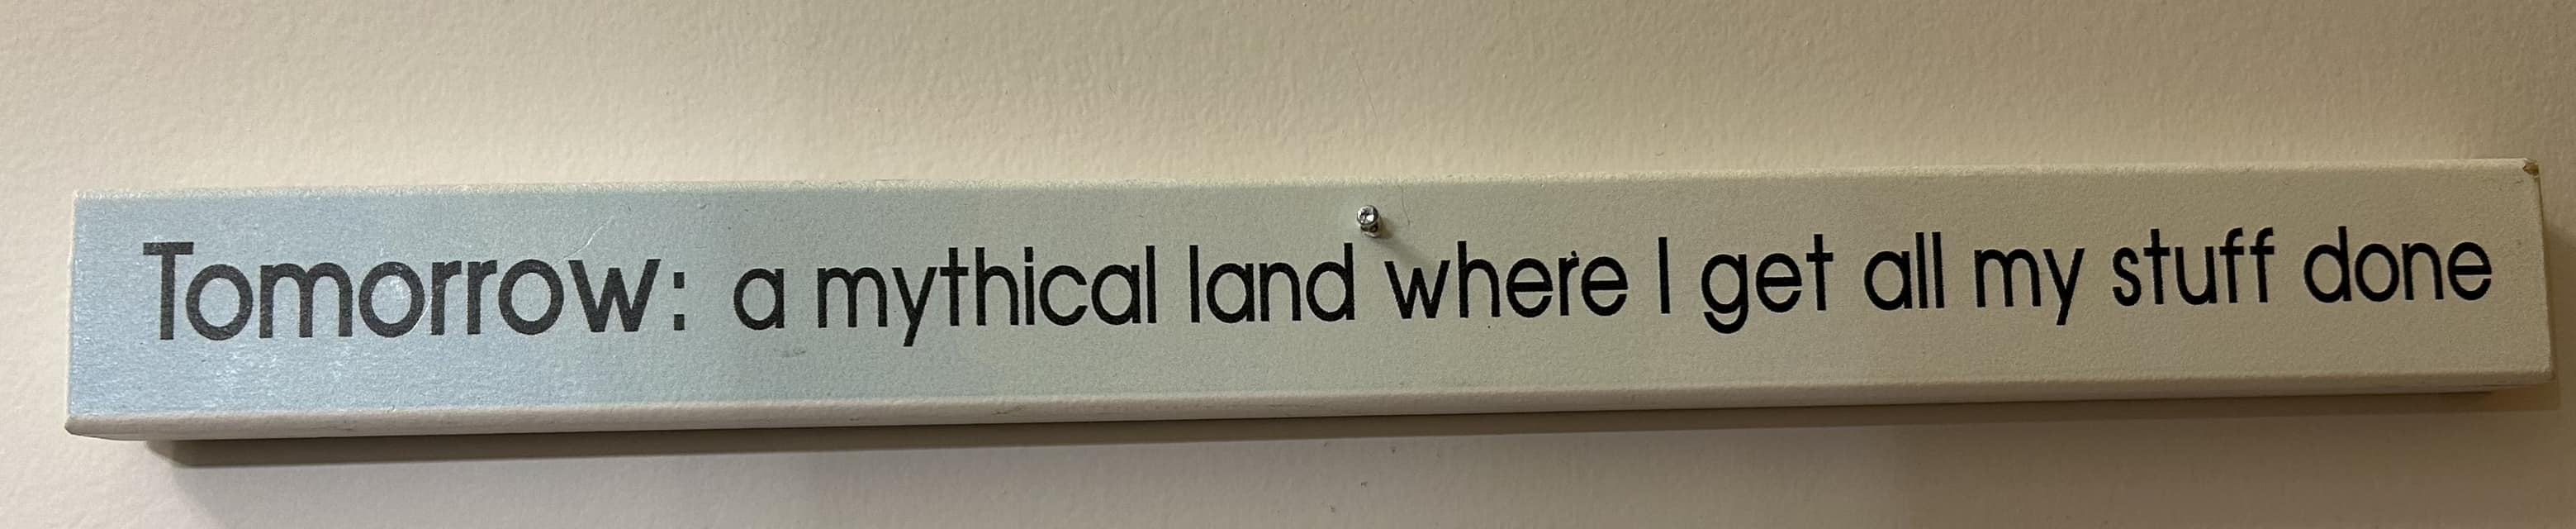 Tomorrow: a mythical land where I get all my stuff done